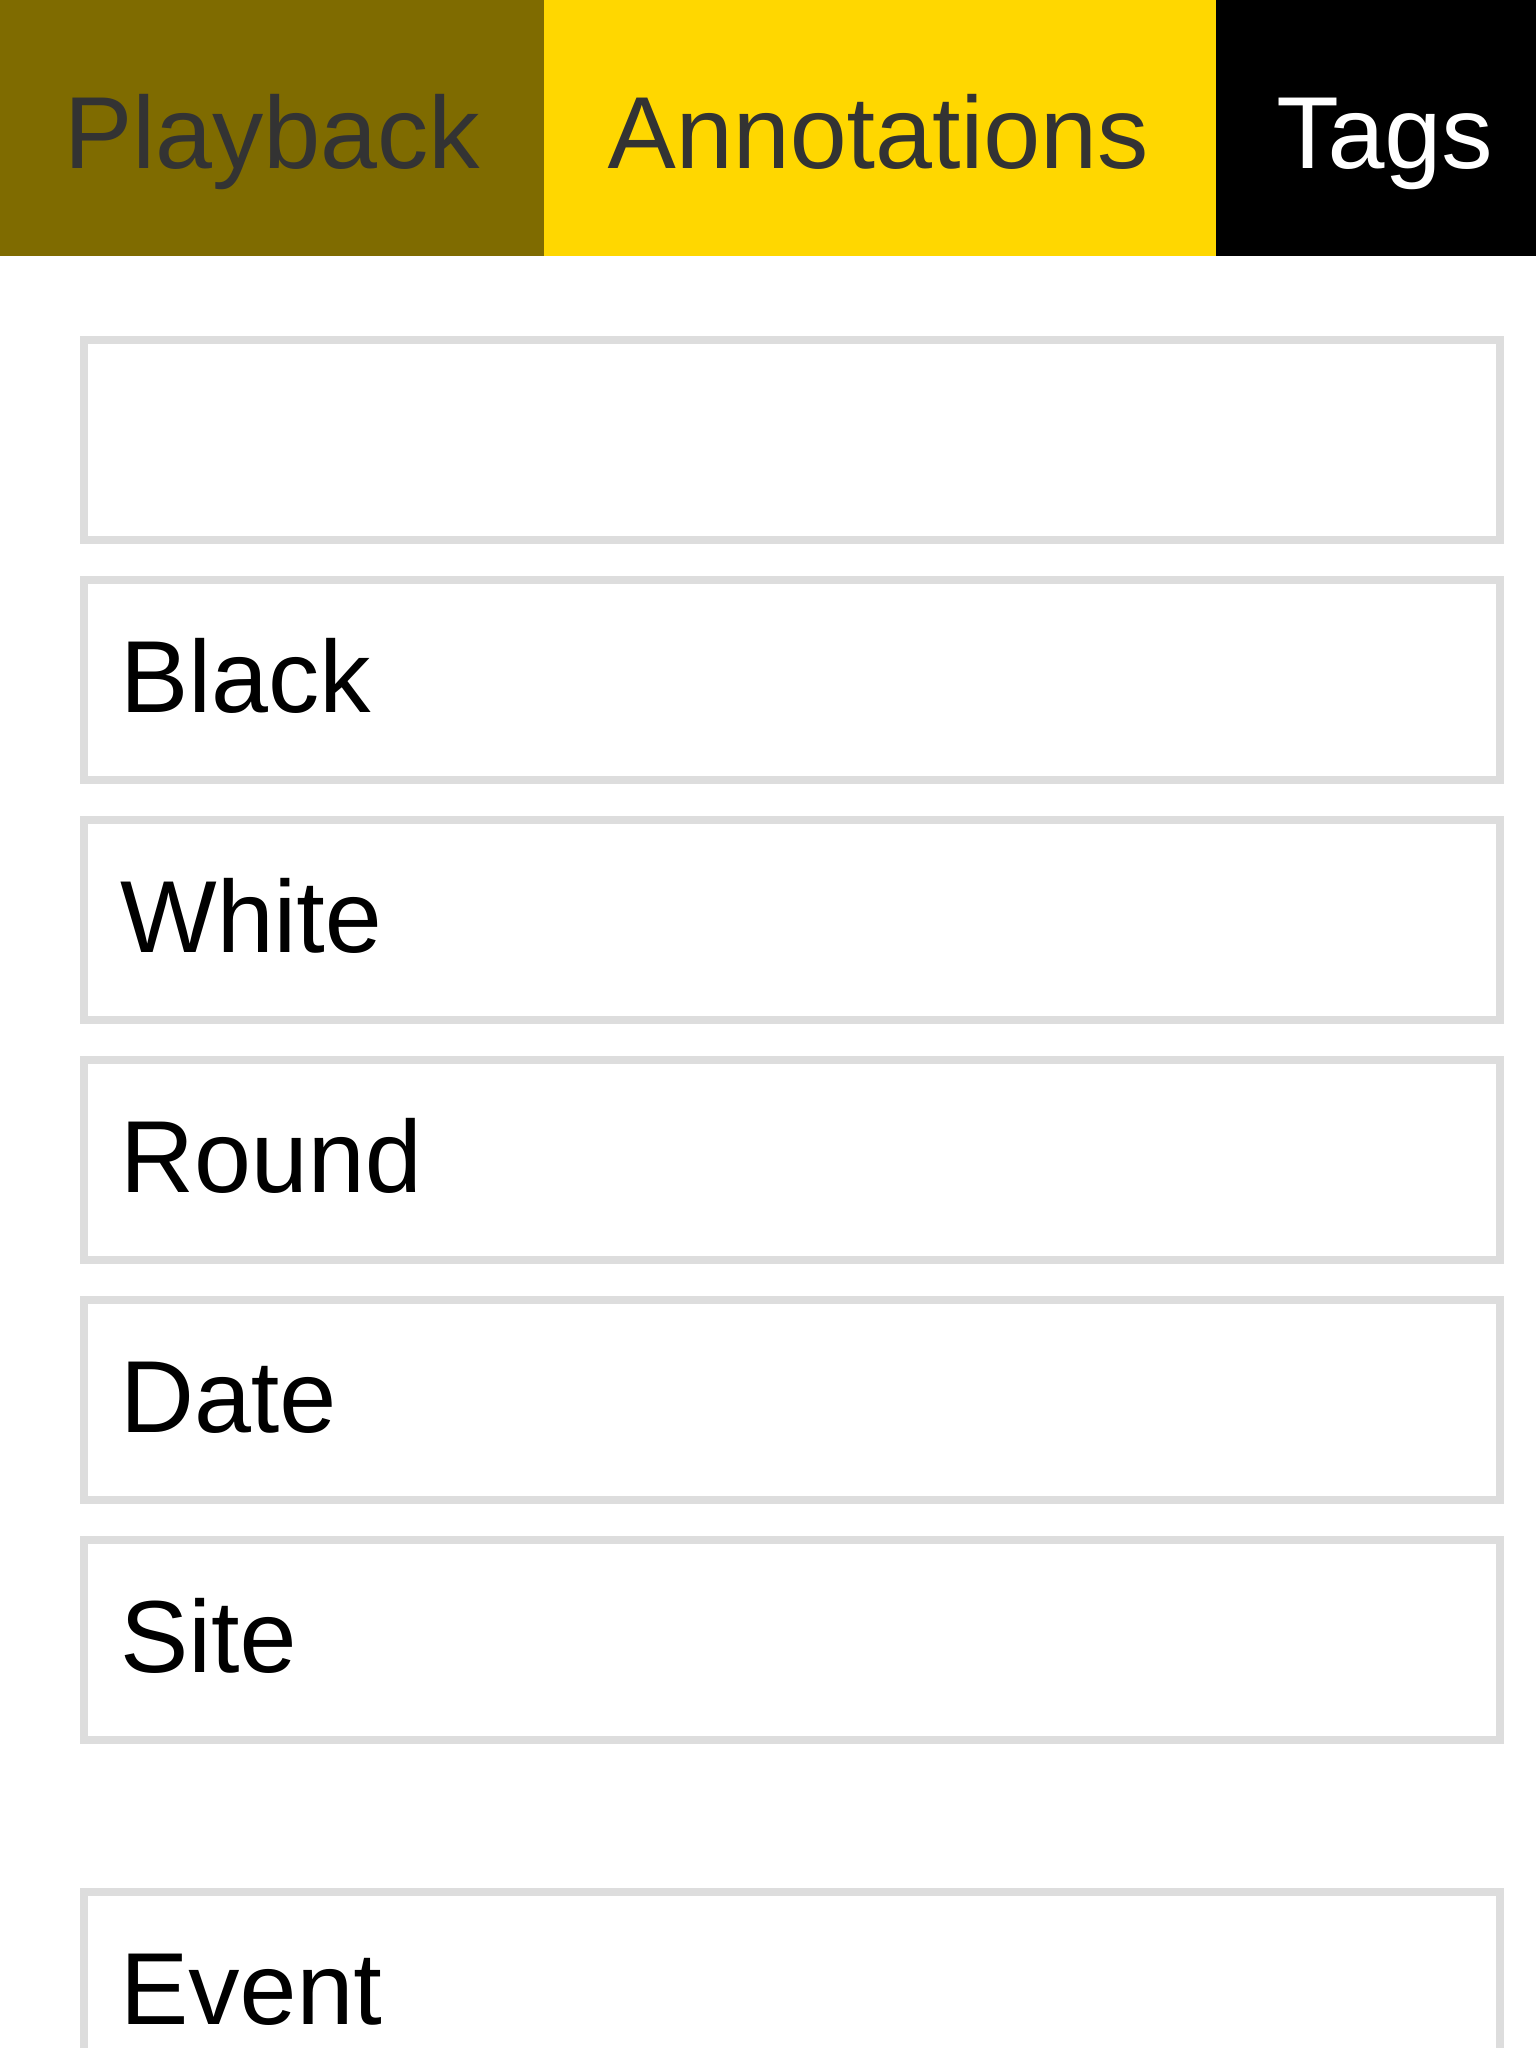 Playback Annotations Tags
Black
White
Round
Date
Site
Event